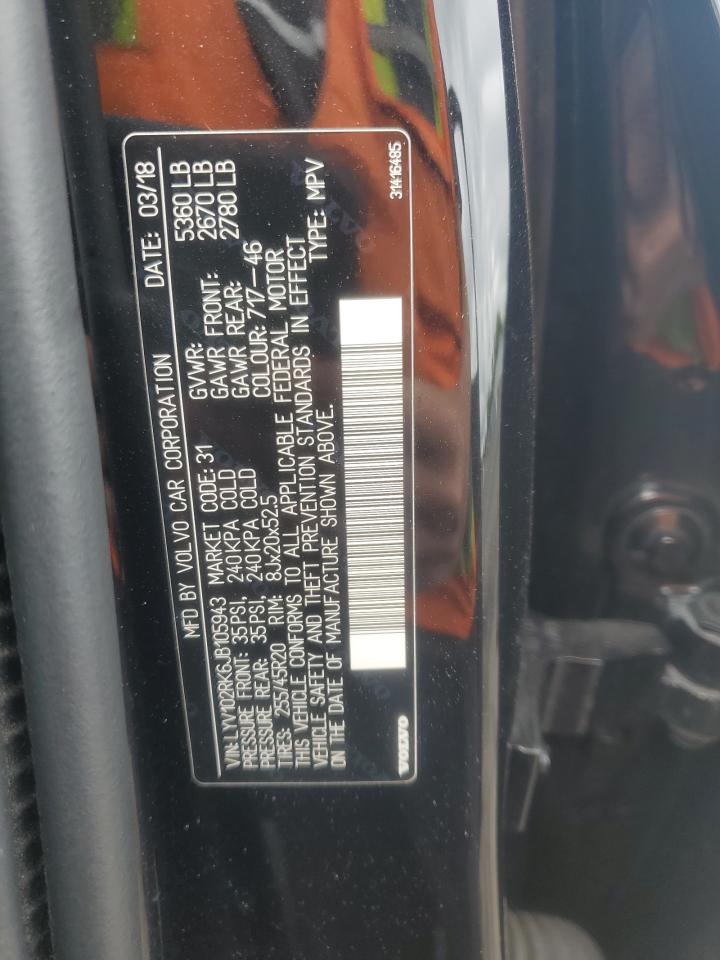 MFD BY VOLVO CAR CORPORATION DATE: 03/18
GVWR: 5360 LB
GAWR FRONT: 2670 LB
GAWR REAR: 2780 LB
VIN: LYV102RK6JB105943 MARKET CODE: 31
PRESSURE FRONT: 35PSI, 240KPA COLD
PRESSURE REAR: 35PSI, 240KPA COLD
TIRES: 255/45R20 RIM: 8Jx20x52.5 COLOUR: 717-46
THIS VEHICLE CONFORMS TO ALL APPLICABLE FEDERAL MOTOR
VEHICLE SAFETY AND THEFT PREVENTION STANDARDS IN EFFECT
ON THE DATE OF MANUFACTURE SHOWN ABOVE. TYPE: MPV
VOLVO 31416485